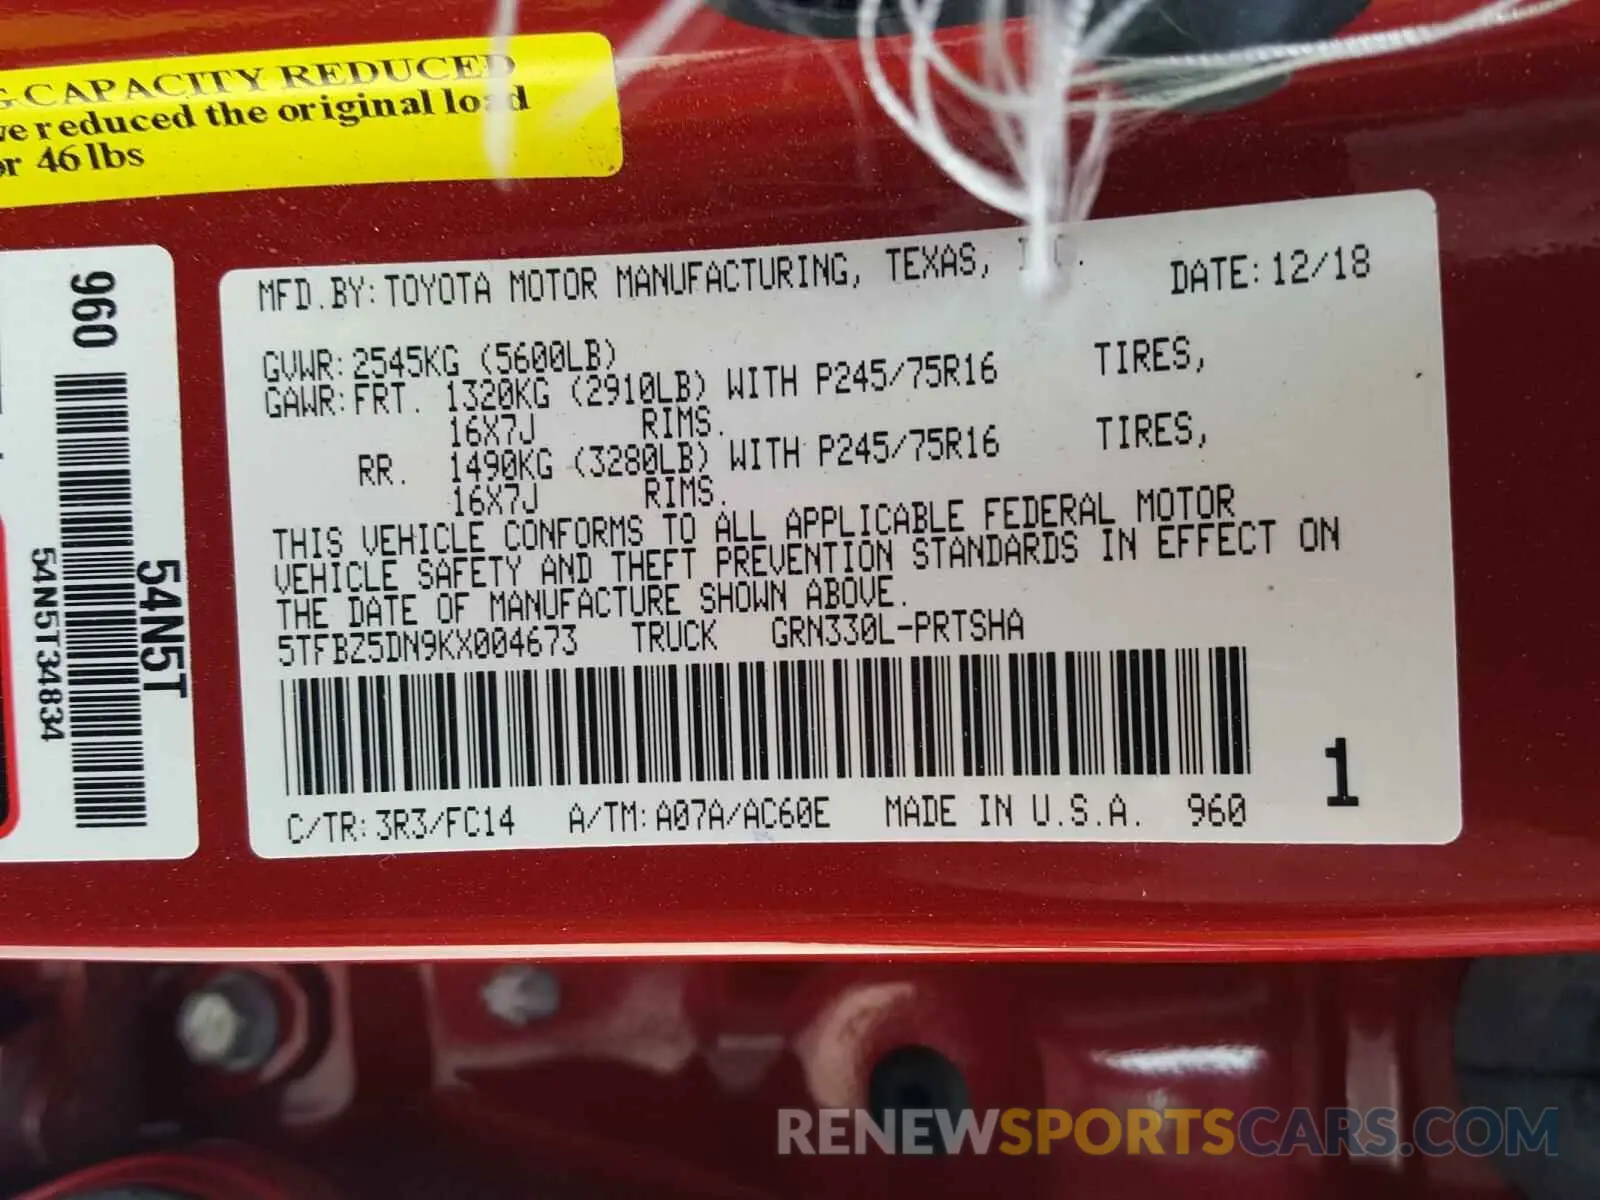 CAPACITY REDUCED
reduced the original load
46 lbs
960
54N5T
54N5T34834
MFD.BY:TOYOTA MOTOR MANUFACTURING, TEXAS,
DATE:12/18
GVWR:2545KG (5600LB)
GAWR:FRT. 1320KG (2910LB) WITH P245/75R16 TIRES,
16X7J RIMS.
RR. 1490KG (3280LB) WITH P245/75R16 TIRES,
16X7J RIMS.
THIS VEHICLE CONFORMS TO ALL APPLICABLE FEDERAL MOTOR
VEHICLE SAFETY AND THEFT PREVENTION STANDARDS IN EFFECT ON
THE DATE OF MANUFACTURE SHOWN ABOVE.
5TFBZ5DN9KX004673 TRUCK GRN330L-PRTSHA
1
C/TR:3R3/FC14 A/TM:A07A/AC60E MADE IN U.S.A. 960
RENEWSPORTSCARS.COM